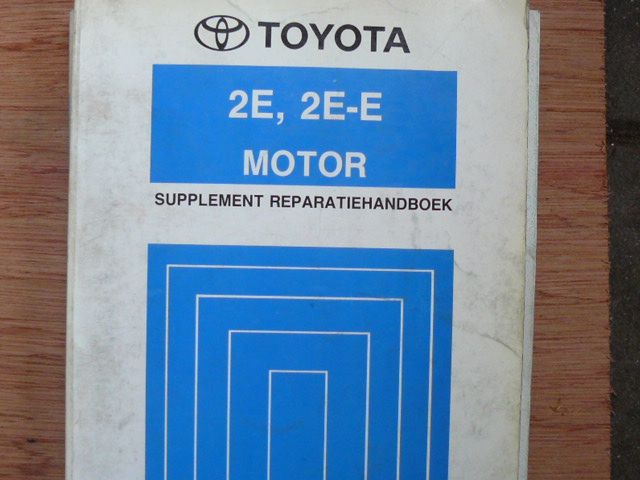 TOYOTA
2E, 2E-E
MOTOR
SUPPLEMENT REPARATIEHANDBOEK